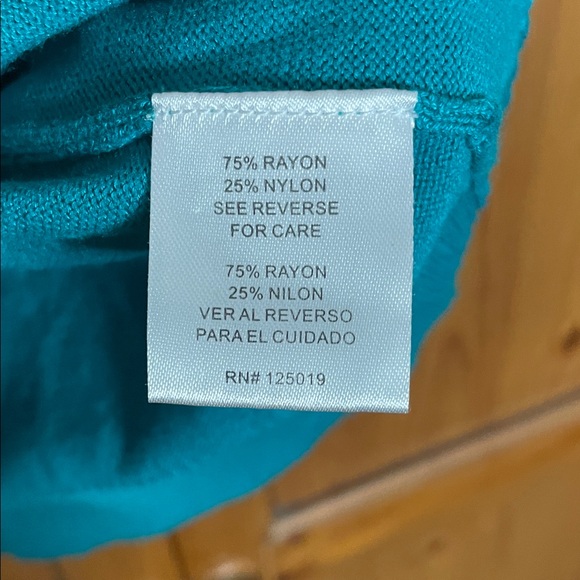 75% RAYON
25% NYLON
SEE REVERSE
FOR CARE
75% RAYON
25% NILON
VER AL REVERSO
PARA EL CUIDADO
RN# 125019